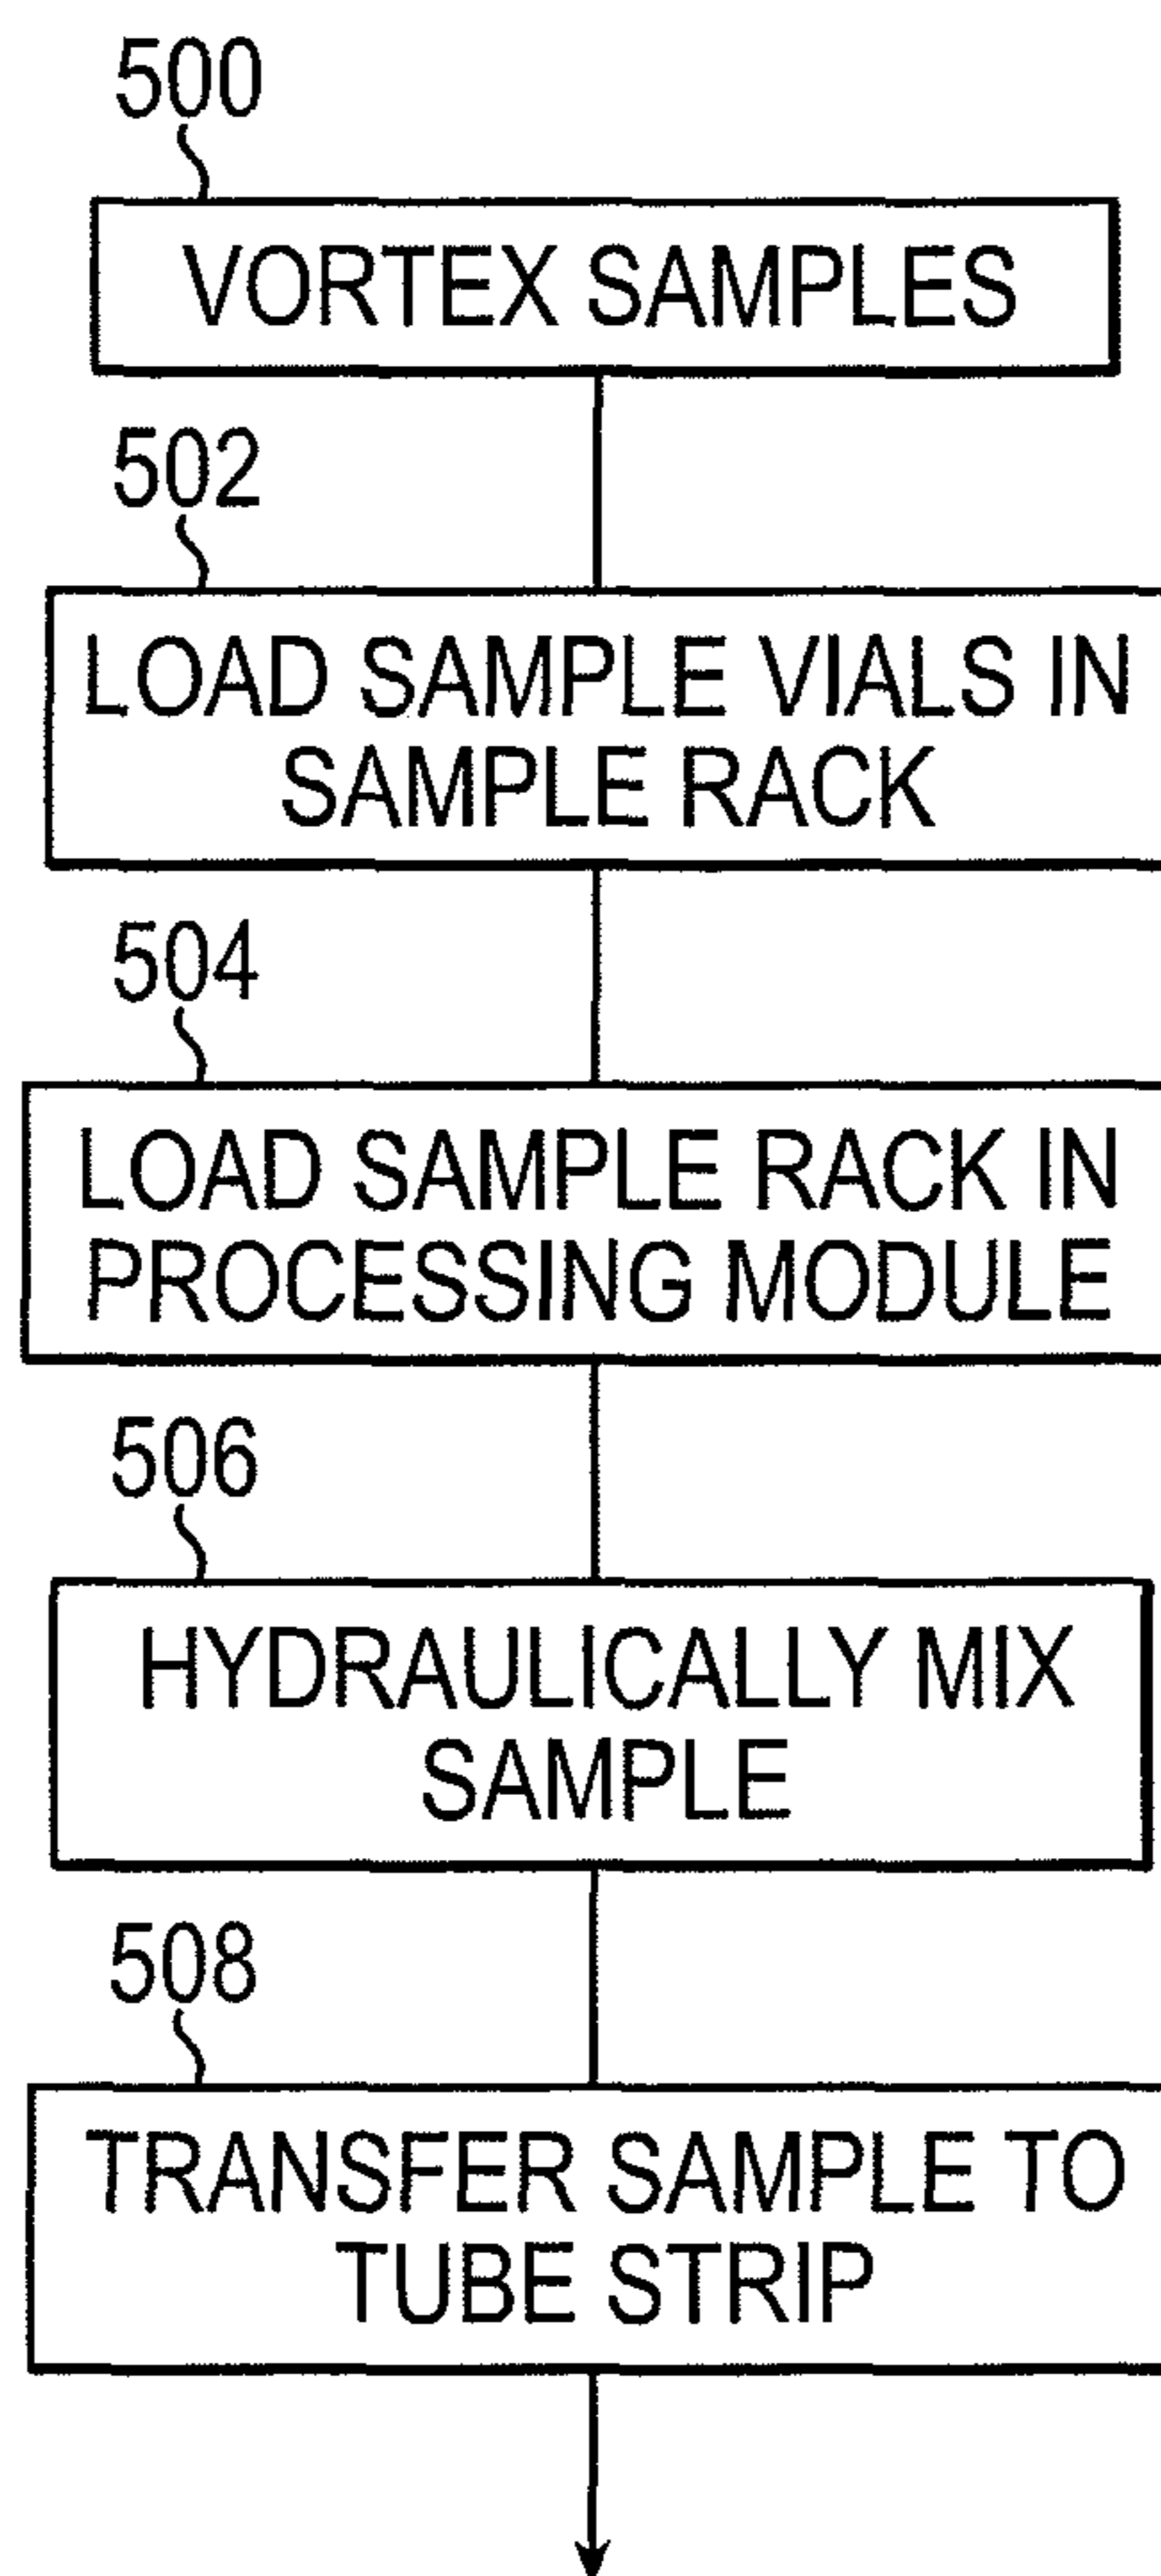 500
VORTEX SAMPLES
502
LOAD SAMPLE VIALS IN
SAMPLE RACK
504
LOAD SAMPLE RACK IN
PROCESSING MODULE
506
HYDRAULICALLY MIX
SAMPLE
508
TRANSFER SAMPLE TO
TUBE STRIP